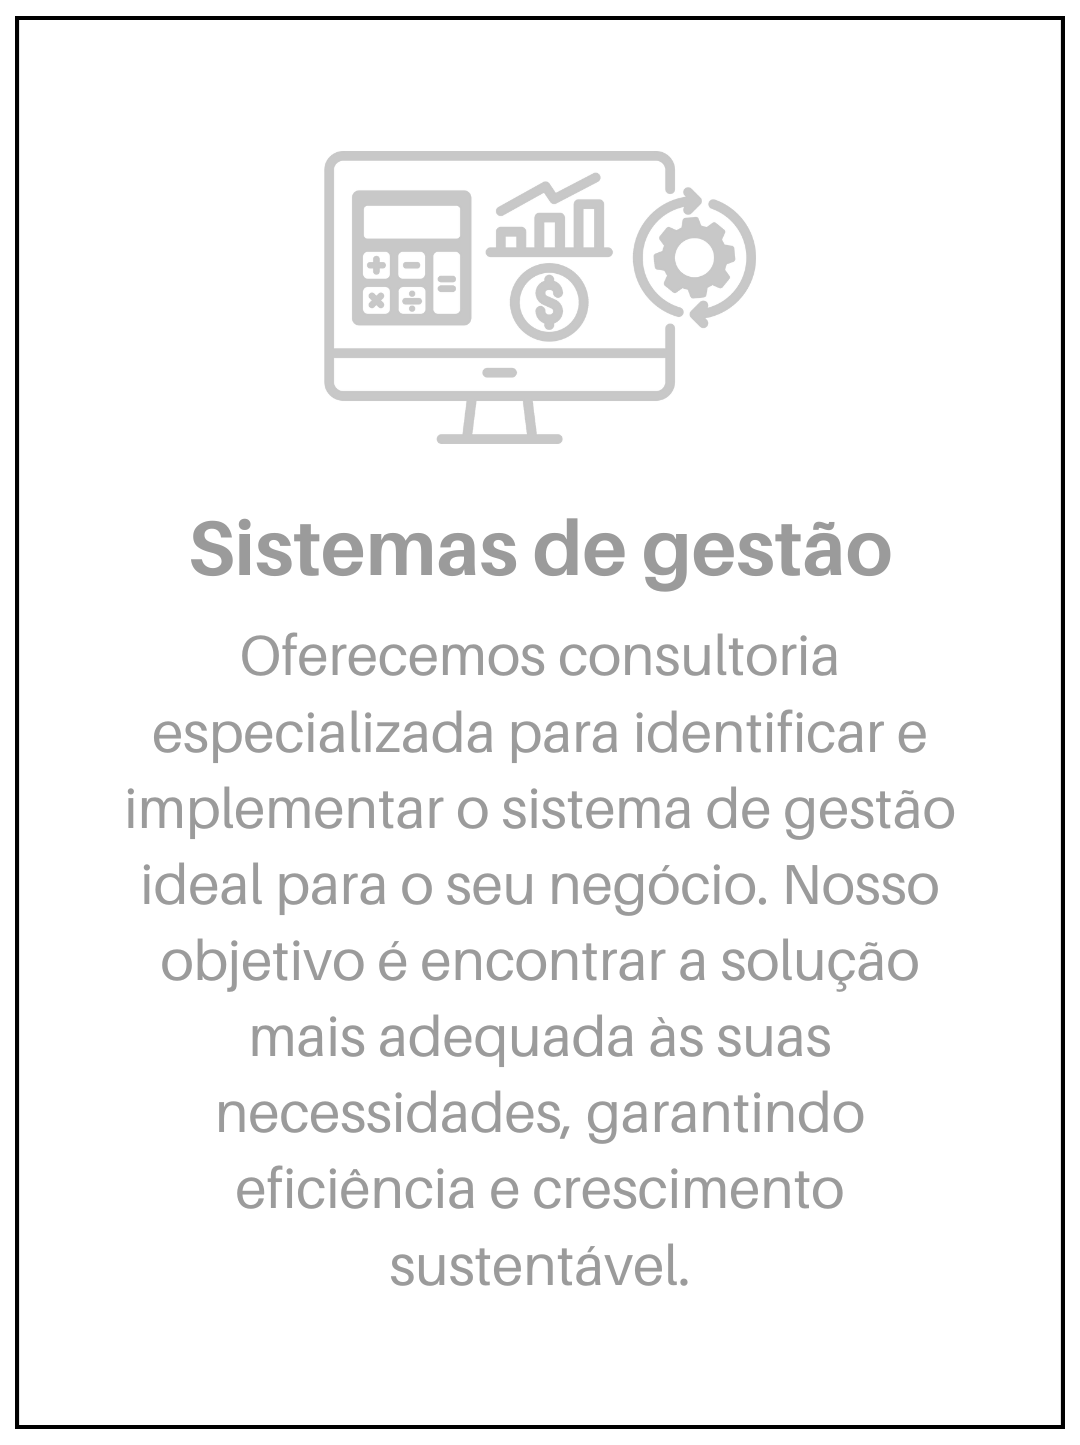 Sistemas de gestão
Oferecemos consultoria
especializada para identificar e
implementar o sistema de gestão
ideal para o seu negócio. Nosso
objetivo é encontrar a solução
mais adequada às suas
necessidades, garantindo
eficiência e crescimento
sustentável.